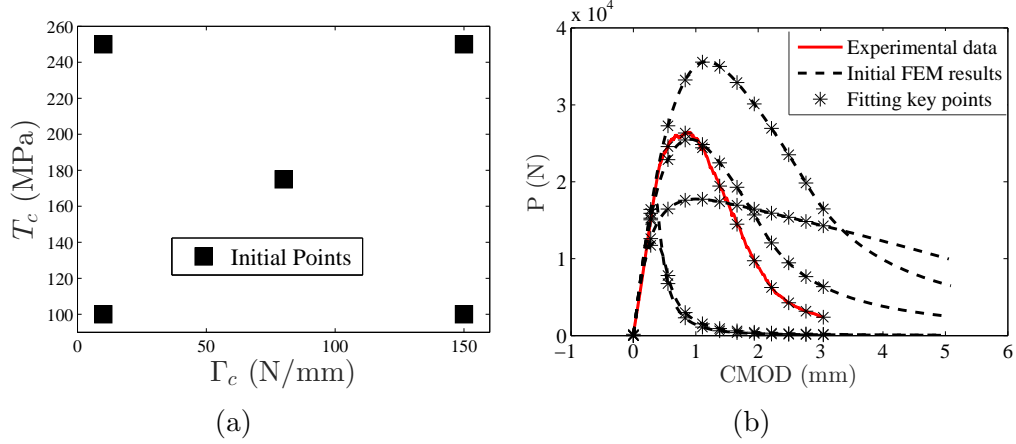 260
240
220
200
180
160
140
120
100
0
50
100
150
T_c (MPa)
Γ_c (N/mm)
Initial Points
(a)
x 10^4
4
3
2
1
0
-1
0
1
2
3
4
5
6
P (N)
CMOD (mm)
Experimental data
Initial FEM results
Fitting key points
(b)